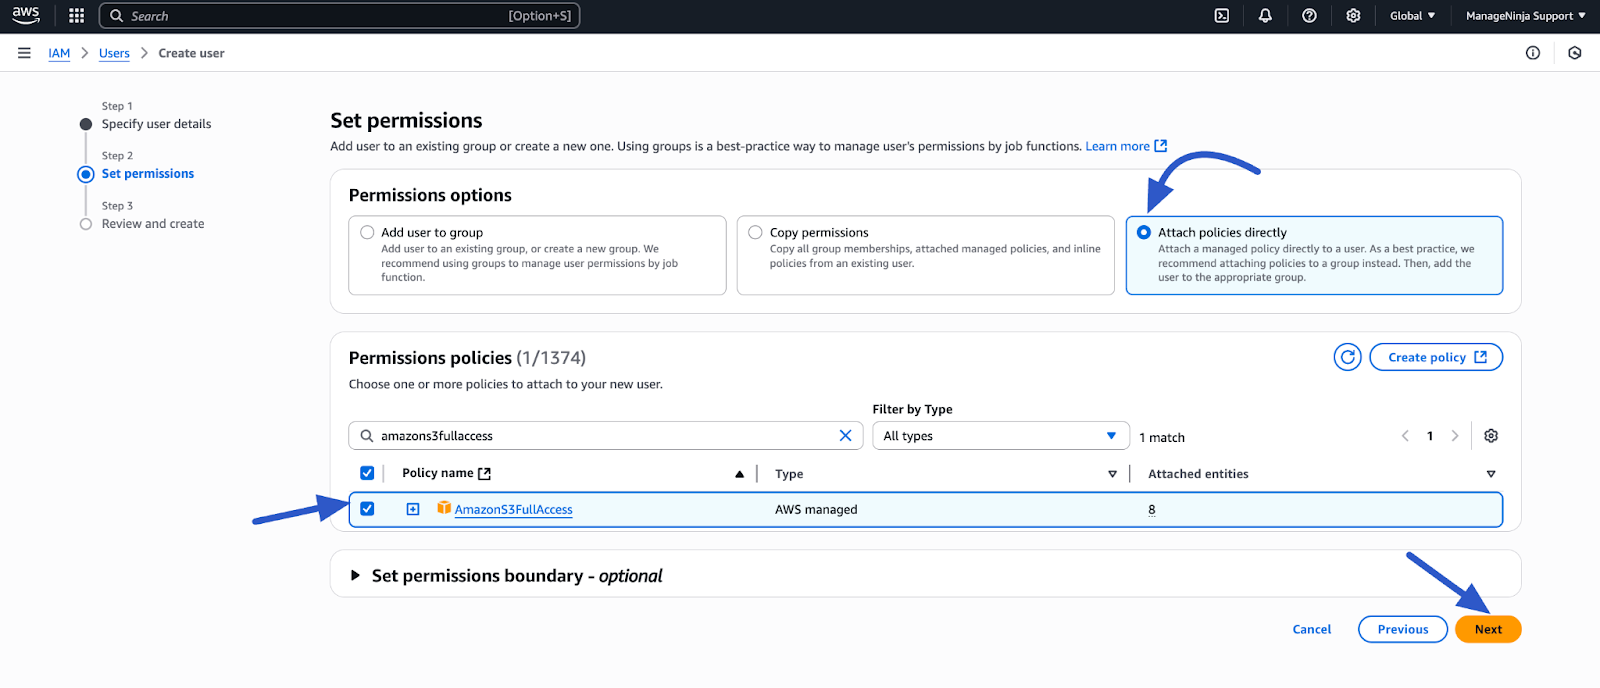 aws
Search
[Option+S]
Global
ManageNinja Support
IAM
Users
Create user
Step 1
Specify user details
Step 2
Set permissions
Step 3
Review and create
Set permissions
Add user to an existing group or create a new one. Using groups is a best-practice way to manage user's permissions by job functions. Learn more
Permissions options
Add user to group
Add user to an existing group, or create a new group. We
recommend using groups to manage user permissions by job
function.
Copy permissions
Copy all group memberships, attached managed policies, and inline
policies from an existing user.
Attach policies directly
Attach a managed policy directly to a user. As a best practice, we
recommend attaching policies to a group instead. Then, add the
user to the appropriate group.
Permissions policies (1/1374)
Create policy
Choose one or more policies to attach to your new user.
Filter by Type
amazons3fullaccess
All types
1 match
1
Policy name
Type
Attached entities
AmazonS3FullAccess
AWS managed
8
Set permissions boundary - optional
Cancel
Previous
Next